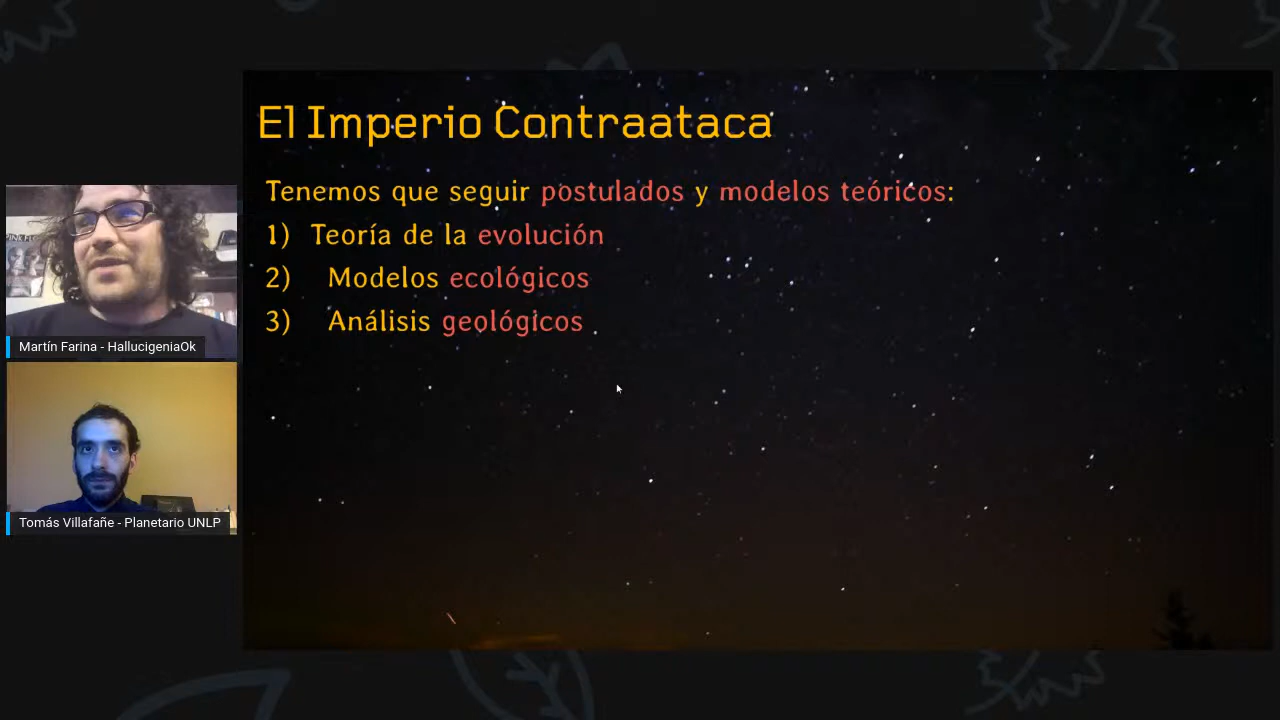 El Imperio Contraataca
Tenemos que seguir postulados y modelos teóricos:
1) Teoría de la evolución
2) Modelos ecológicos
3) Análisis geológicos
Martín Farina - HallucigeniaOk
Tomás Villafañe - Planetario UNLP